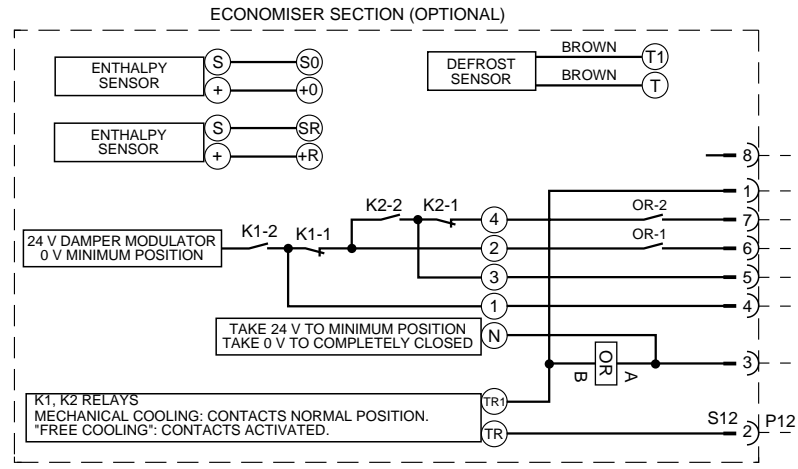 ECONOMISER SECTION (OPTIONAL)
ENTHALPY
SENSOR
S
S0
+
+0
DEFROST
SENSOR
BROWN
T1
BROWN
T
ENTHALPY
SENSOR
S
SR
+
+R
8
1
K2-2
K2-1
4
OR-2
7
24 V DAMPER MODULATOR
0 V MINIMUM POSITION
K1-2
K1-1
2
OR-1
6
3
5
1
4
TAKE 24 V TO MINIMUM POSITION
TAKE 0 V TO COMPLETELY CLOSED
N
B
OR
A
3
K1, K2 RELAYS
MECHANICAL COOLING: CONTACTS NORMAL POSITION.
"FREE COOLING": CONTACTS ACTIVATED.
TR1
TR
S12
2
P12